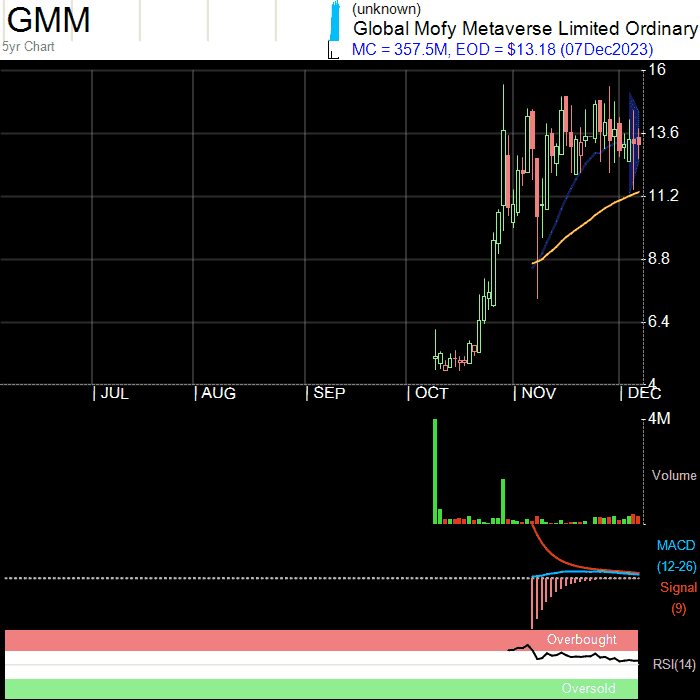 GMM
5yr Chart
(unknown)
Global Mofy Metaverse Limited Ordinary
MC = 357.5M, EOD = $13.18 (07Dec2023)
16
13.6
11.2
8.8
6.4
4
JUL
AUG
SEP
OCT
NOV
DEC
4M
Volume
MACD
(12-26)
Signal
(9)
Overbought
RSI(14)
Oversold